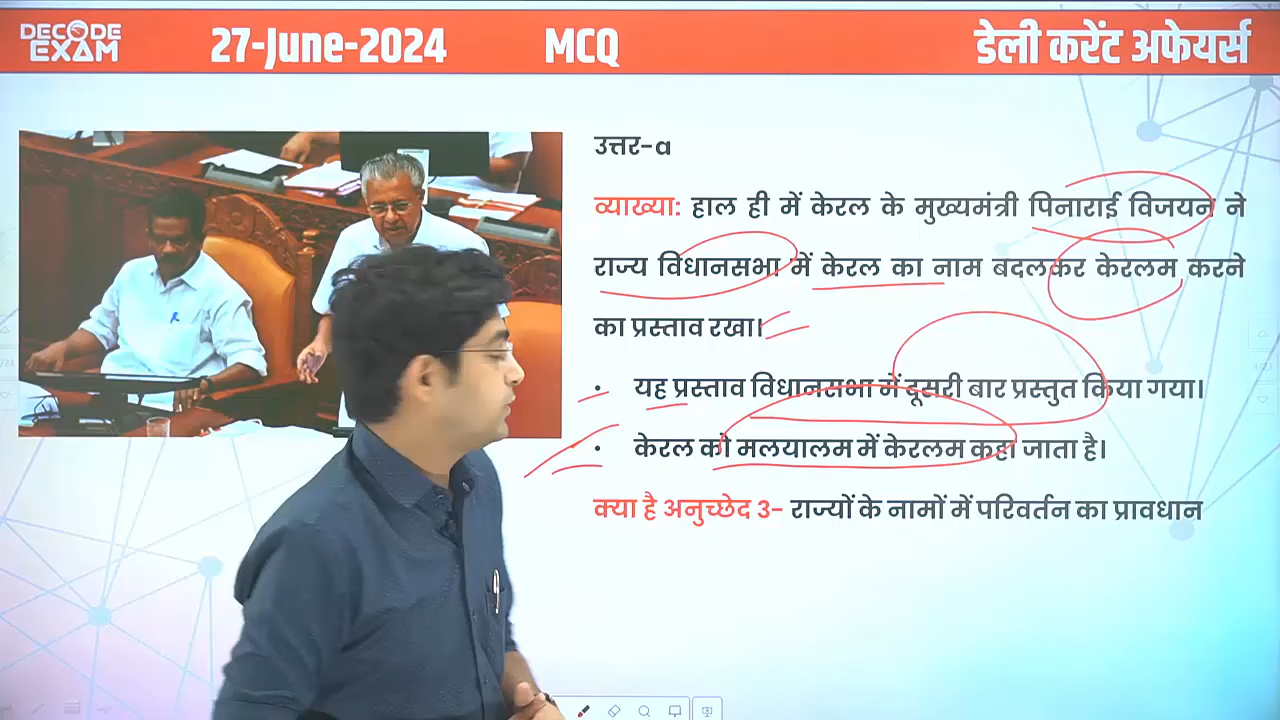 DECODE
EXAM
27-June-2024
MCQ
डेली करेंट अफेयर्स
उत्तर-a
व्याख्या: हाल ही में केरल के मुख्यमंत्री पिनाराई विजयन ने
राज्य विधानसभा में केरल का नाम बदलकर केरलम करने
का प्रस्ताव रखा।
• यह प्रस्ताव विधानसभा में दूसरी बार प्रस्तुत किया गया।
• केरल को मलयालम में केरलम कहा जाता है।
क्या है अनुच्छेद 3- राज्यों के नामों में परिवर्तन का प्रावधान